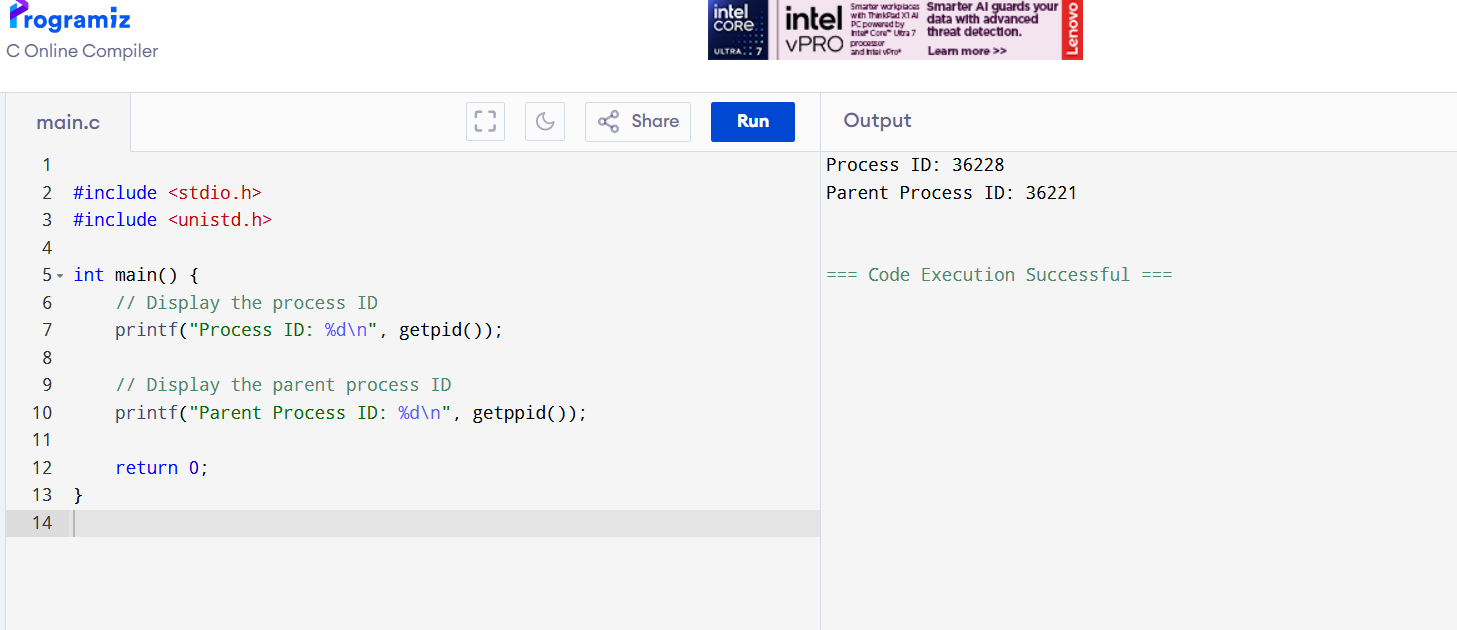 Programiz
C Online Compiler
intel
CORE
ULTRA 7
intel
vPRO
Smarter workplaces
with ThinkPad X1 AI
PC powered by
Intel® Core™ Ultra 7
processor
and Intel vPro®
Smarter AI guards your
data with advanced
threat detection.
Learn more >>
Lenovo
main.c
Share
Run
Output
1
2 #include <stdio.h>
3 #include <unistd.h>
4
5 int main() {
6 // Display the process ID
7 printf("Process ID: %d\n", getpid());
8
9 // Display the parent process ID
10 printf("Parent Process ID: %d\n", getppid());
11
12 return 0;
13 }
14
Process ID: 36228
Parent Process ID: 36221
=== Code Execution Successful ===